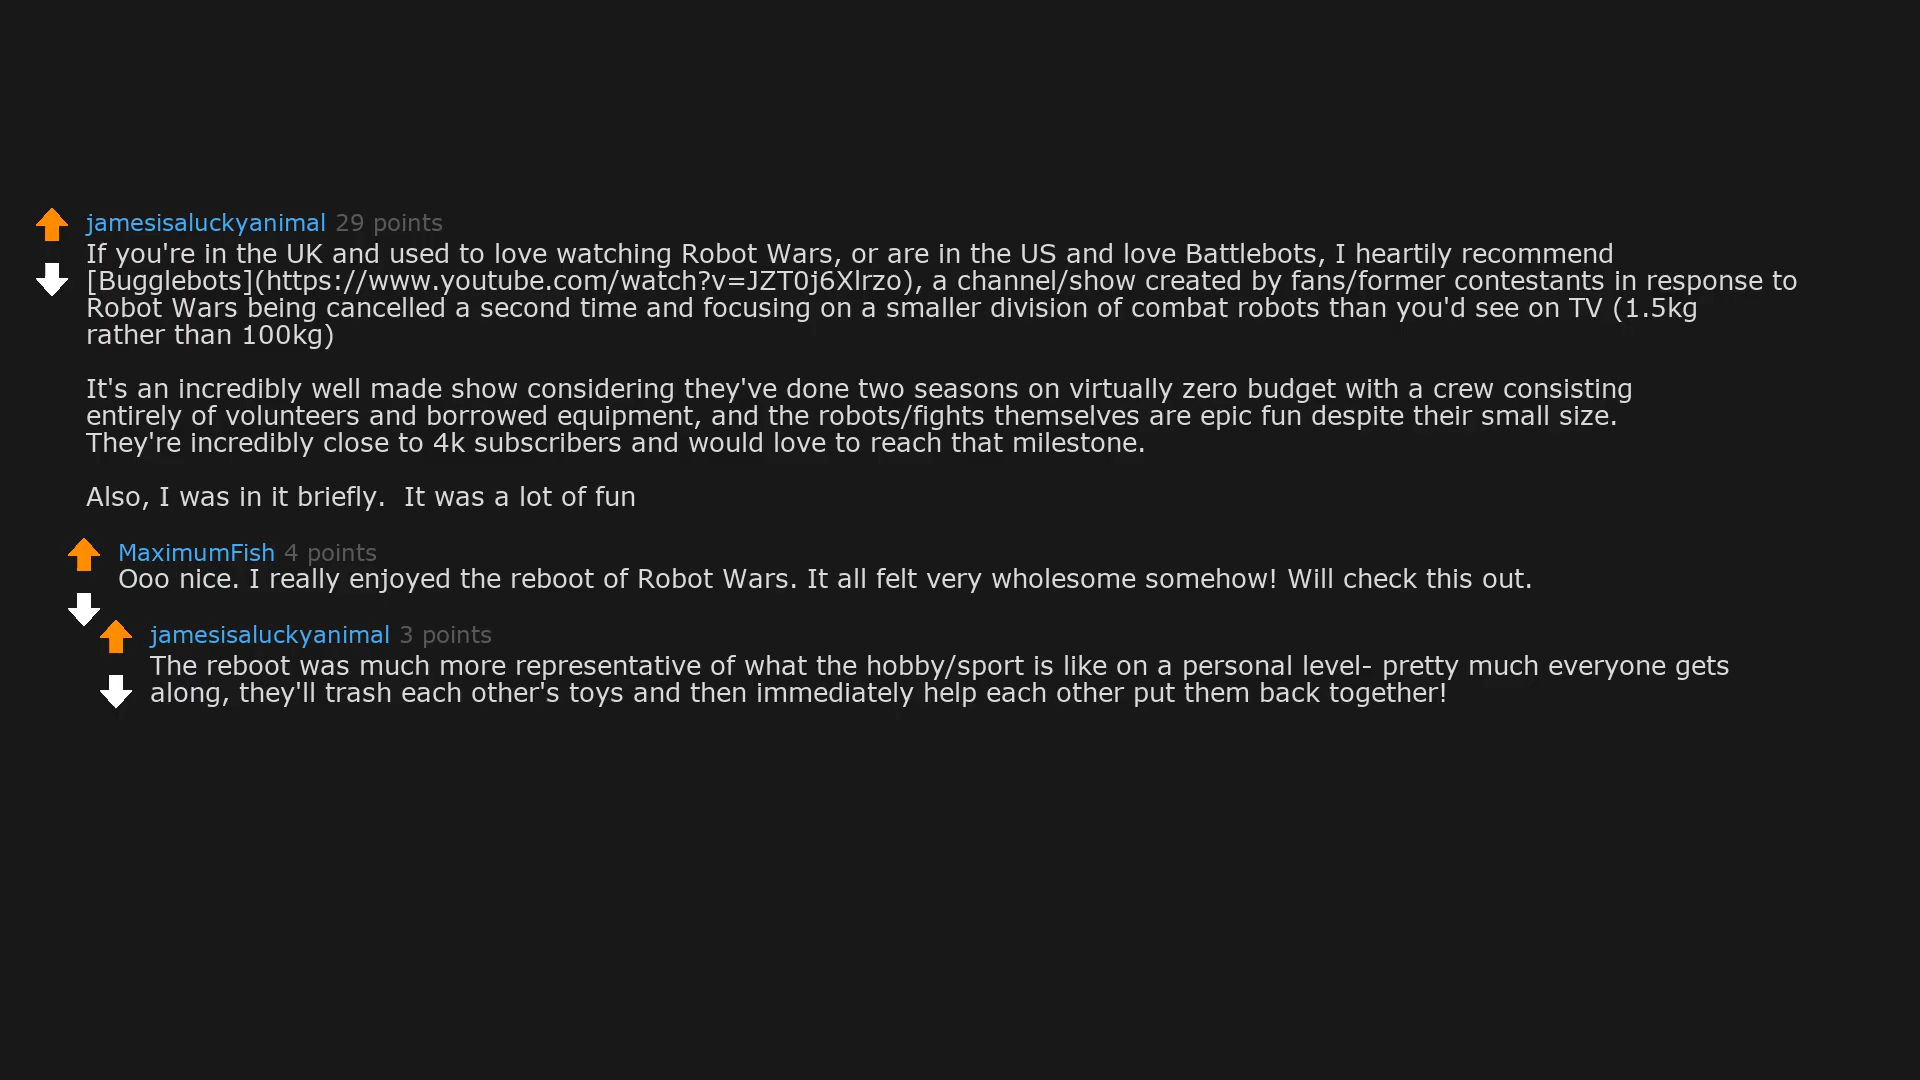 jamesisaluckyanimal 29 points
If you're in the UK and used to love watching Robot Wars, or are in the US and love Battlebots, I heartily recommend
[Bugglebots](https://www.youtube.com/watch?v=JZT0j6Xlrzo), a channel/show created by fans/former contestants in response to
Robot Wars being cancelled a second time and focusing on a smaller division of combat robots than you'd see on TV (1.5kg
rather than 100kg)
It's an incredibly well made show considering they've done two seasons on virtually zero budget with a crew consisting
entirely of volunteers and borrowed equipment, and the robots/fights themselves are epic fun despite their small size.
They're incredibly close to 4k subscribers and would love to reach that milestone.
Also, I was in it briefly.  It was a lot of fun
MaximumFish 4 points
Ooo nice. I really enjoyed the reboot of Robot Wars. It all felt very wholesome somehow! Will check this out.
jamesisaluckyanimal 3 points
The reboot was much more representative of what the hobby/sport is like on a personal level- pretty much everyone gets
along, they'll trash each other's toys and then immediately help each other put them back together!